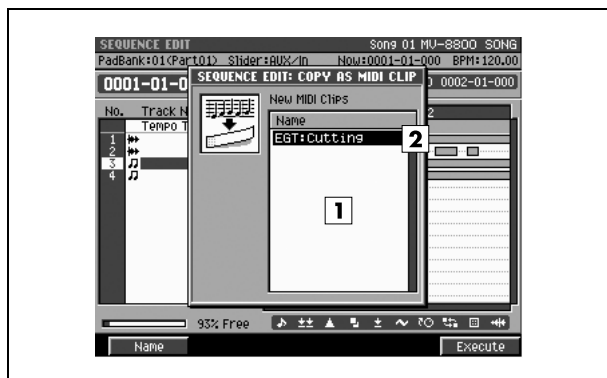 SEQUENCE EDIT Song 01 MV-8800 SONG
PadBank:01(Part01) Slider:AUX/In Now:0001-01-000 BPM:120.00
0001-01-0 SEQUENCE EDIT: COPY AS MIDI CLIP 0002-01-000
New MIDI Clips
No. Track N Name 2
Tempo T EGT:Cutting 2
1
2
3
4
1
93% Free
Name Execute